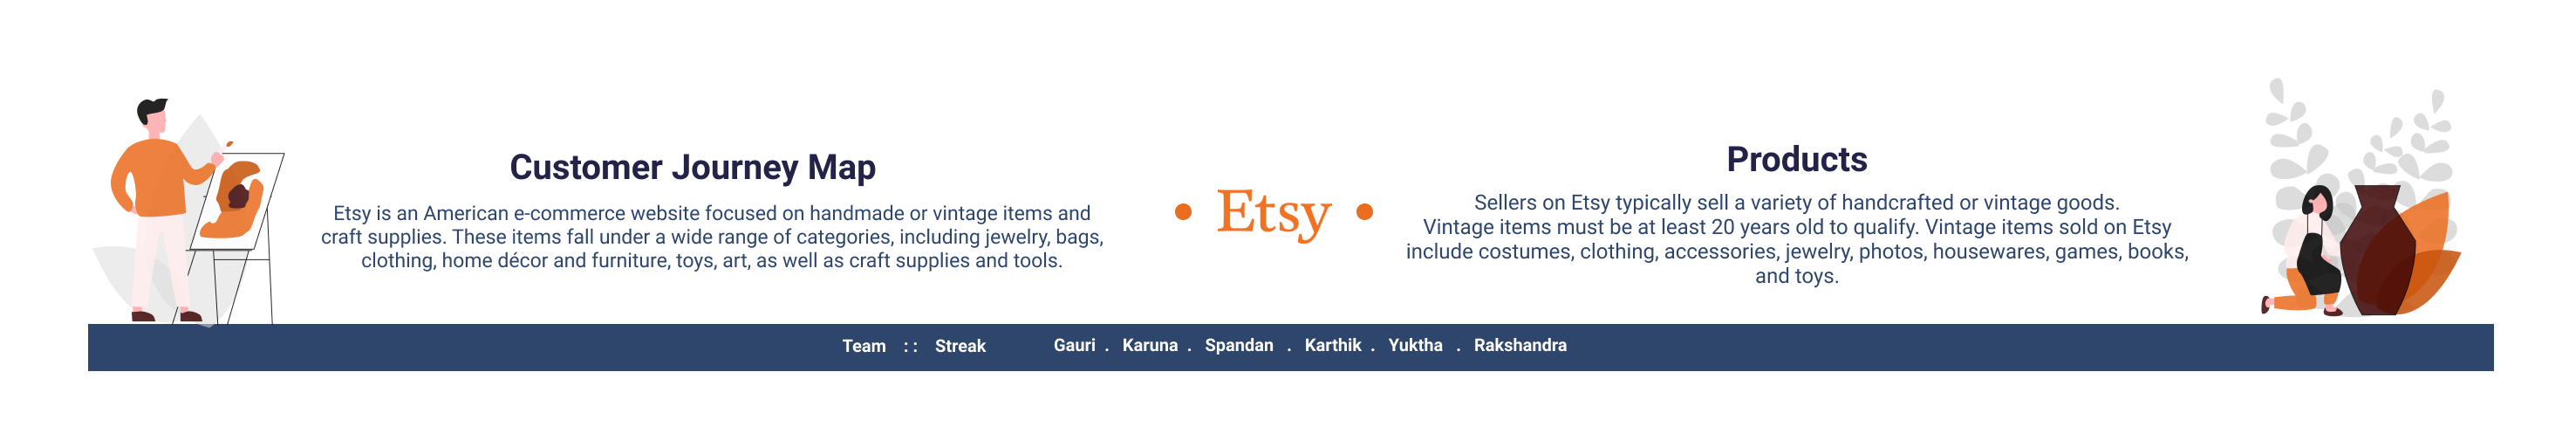 Customer Journey Map
Etsy is an American e-commerce website focused on handmade or vintage items and
craft supplies. These items fall under a wide range of categories, including jewelry, bags,
clothing, home décor and furniture, toys, art, as well as craft supplies and tools.
• Etsy •
Products
Sellers on Etsy typically sell a variety of handcrafted or vintage goods.
Vintage items must be at least 20 years old to qualify. Vintage items sold on Etsy
include costumes, clothing, accessories, jewelry, photos, housewares, games, books,
and toys.
Team :: Streak Gauri . Karuna . Spandan . Karthik . Yuktha . Rakshandra